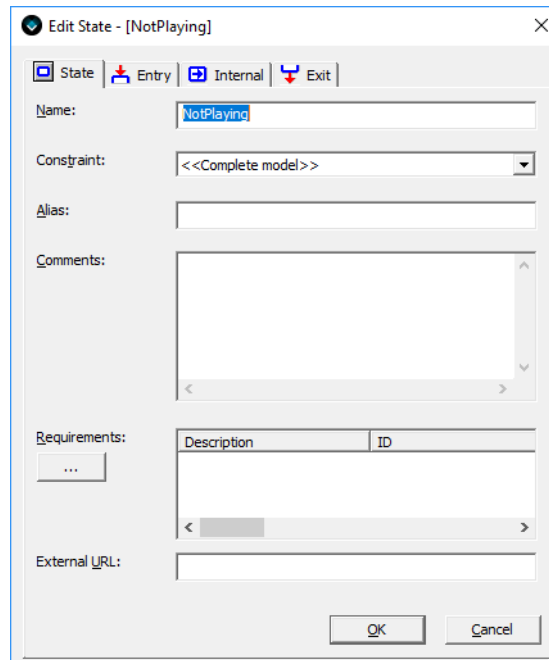 Edit State - [NotPlaying]
State Entry Internal Exit
Name: NotPlaying
Constraint: <<Complete model>>
Alias:
Comments:
Requirements: Description ID
...
External URL:
OK Cancel